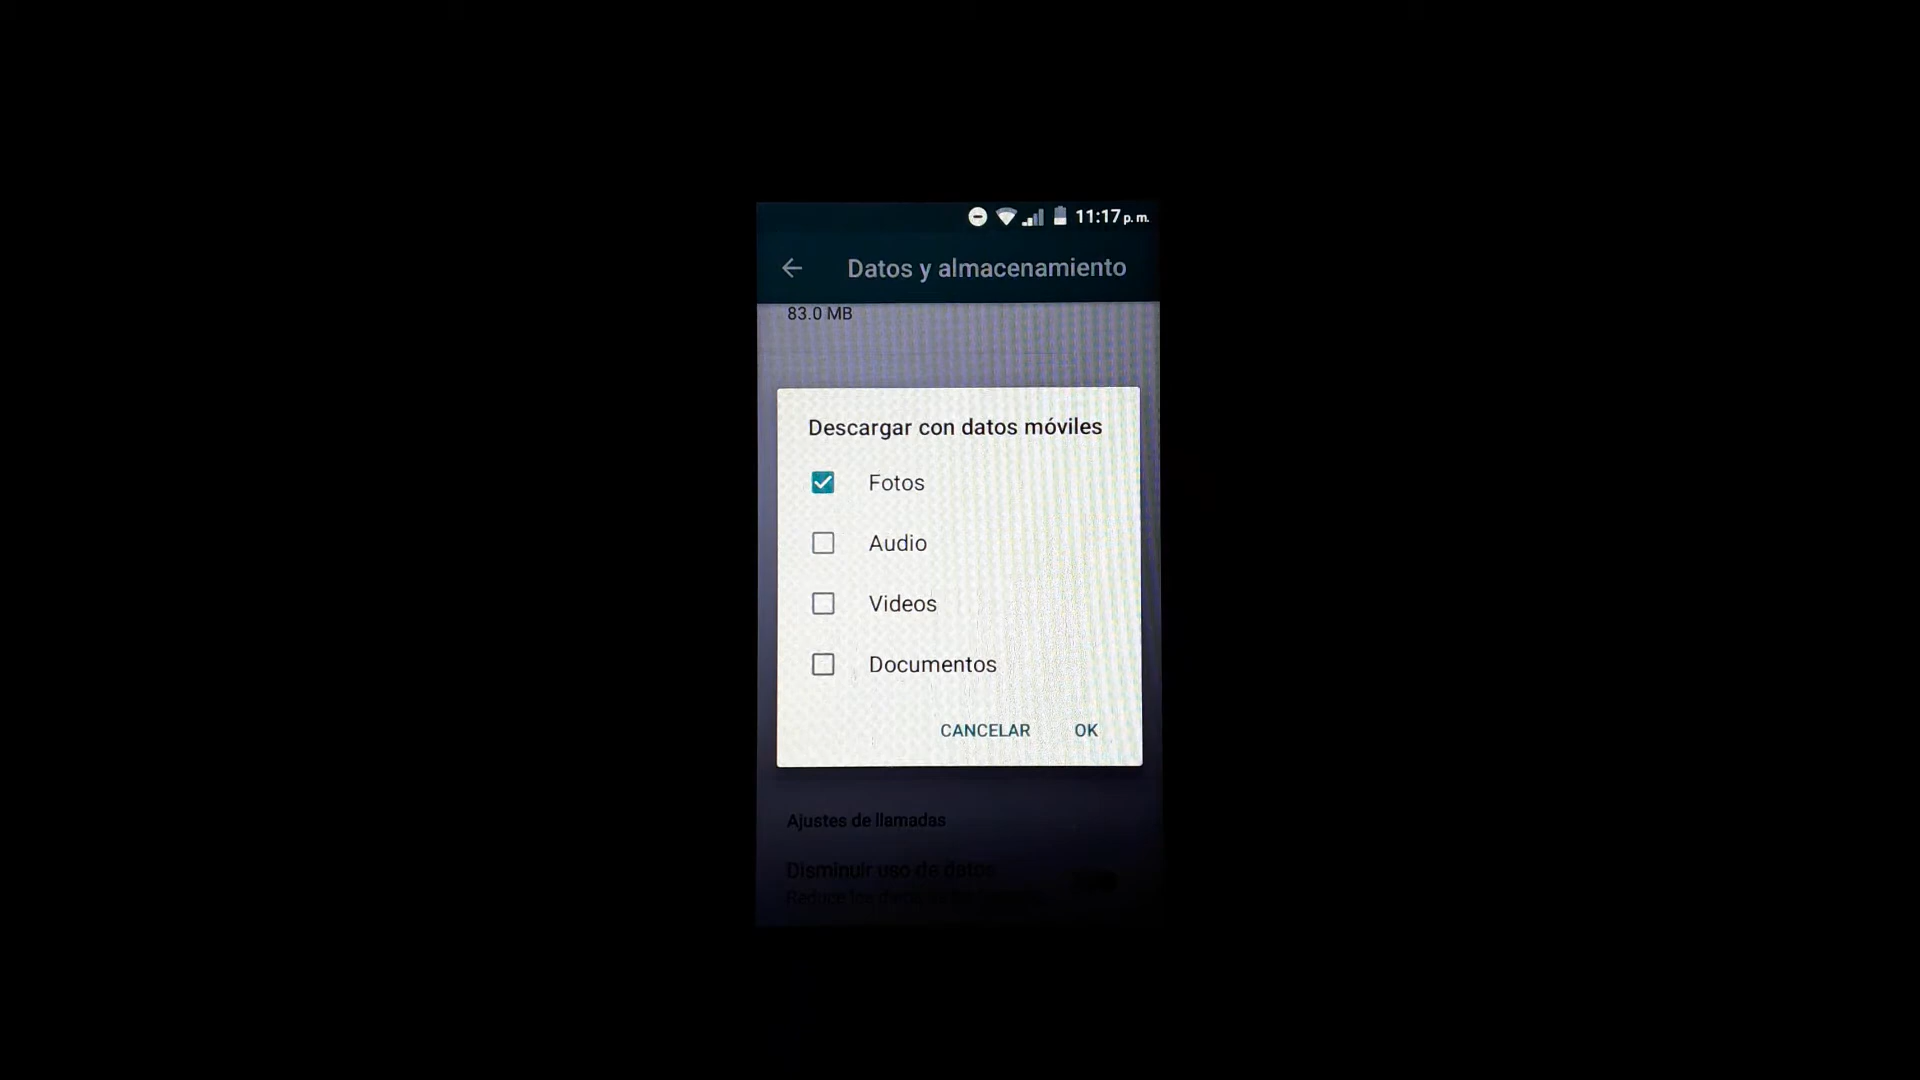 11:17 p. m.
Datos y almacenamiento
83.0 MB
Descargar con datos móviles
Fotos
Audio
Videos
Documentos
CANCELAR OK
Ajustes de llamadas
Disminuir uso de datos